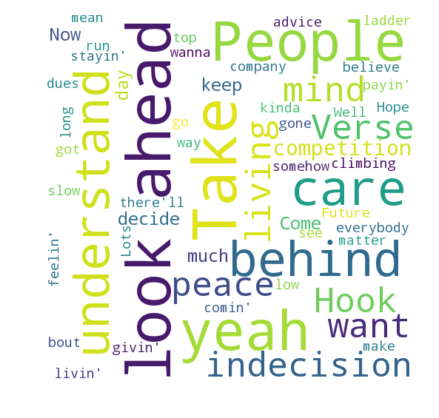 mean
Now
run
stayin'
top
wanna
advice
ladder
People
company
believe
dues
day
keep
mind
payin'
look ahead
understand
Take
long
go
kinda
Well
Hope
gone
Verse
got
way
living
competition
somehow
climbing
slow
there'll
care
decide
Come
Future
everybody
see
matter
Lots
feelin'
much
behind
peace
low
Hook
comin'
yeah
want
bout
givin'
make
indecision
livin'